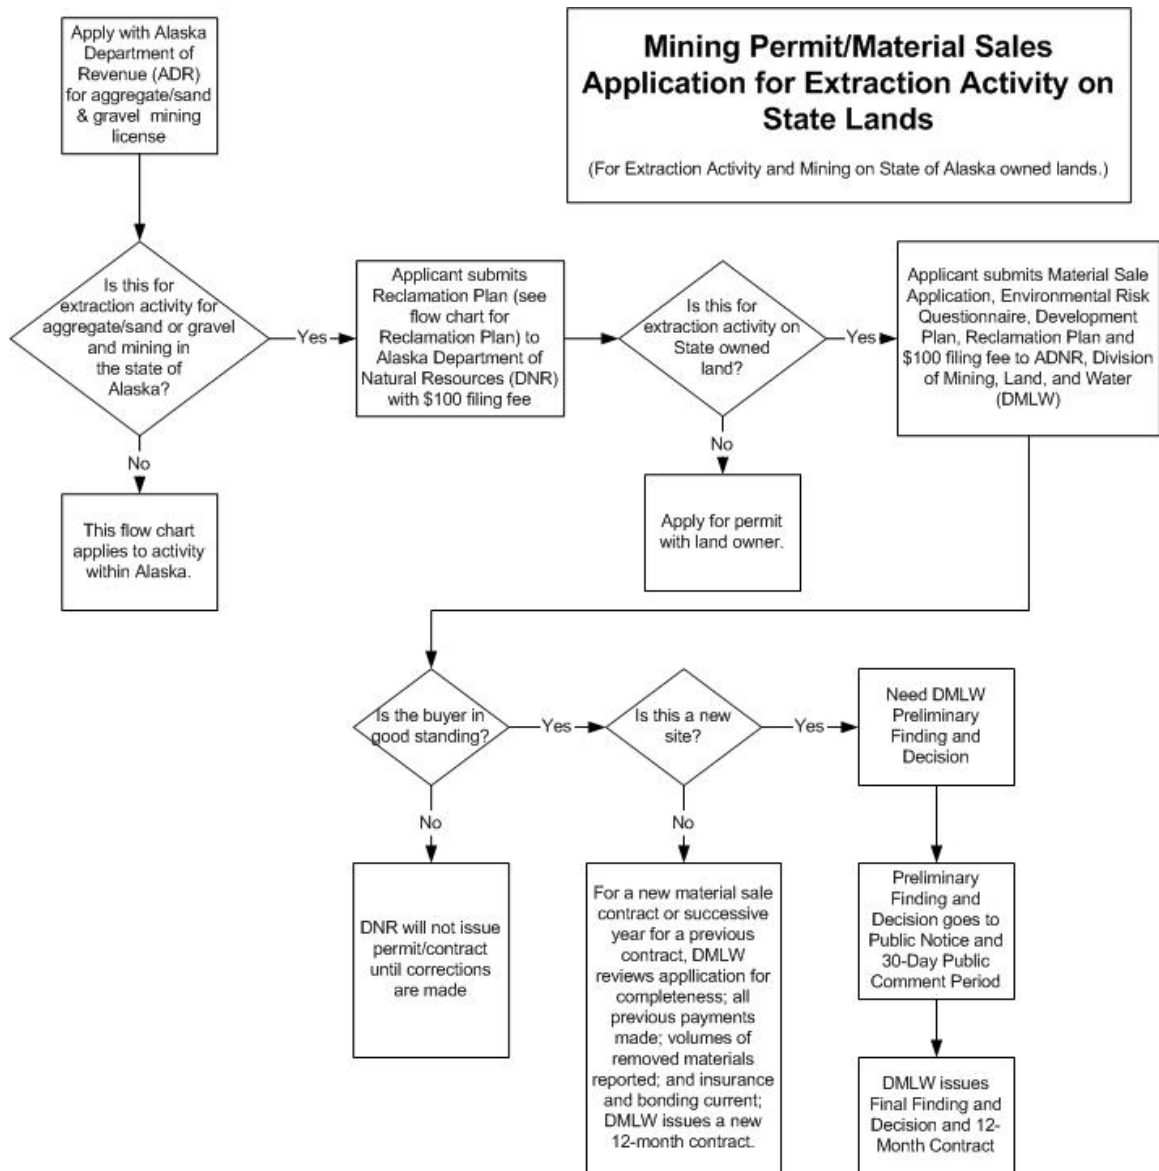 Apply with Alaska
Department of
Revenue (ADR)
for aggregate/sand
& gravel mining
license
Mining Permit/Material Sales
Application for Extraction Activity on
State Lands
(For Extraction Activity and Mining on State of Alaska owned lands.)
Is this for
extraction activity for
aggregate/sand or gravel
and mining in
the state of
Alaska?
Yes
Applicant submits
Reclamation Plan (see
flow chart for
Reclamation Plan) to
Alaska Department of
Natural Resources (DNR)
with $100 filing fee
Is this for
extraction activity on
State owned
land?
Yes
Applicant submits Material Sale
Application, Environmental Risk
Questionnaire, Development
Plan, Reclamation Plan and
$100 filing fee to ADNR, Division
of Mining, Land, and Water
(DMLW)
No
This flow chart
applies to activity
within Alaska.
No
Apply for permit
with land owner.
Is the buyer in
good standing?
Yes
Is this a new
site?
Yes
Need DMLW
Preliminary
Finding and
Decision
No
DNR will not issue
permit/contract
until corrections
are made
No
For a new material sale
contract or successive
year for a previous
contract, DMLW
reviews appllication for
completeness; all
previous payments
made; volumes of
removed materials
reported; and insurance
and bonding current;
DMLW issues a new
12-month contract.
Preliminary
Finding and
Decision goes to
Public Notice and
30-Day Public
Comment Period
DMLW issues
Final Finding and
Decision and 12-
Month Contract